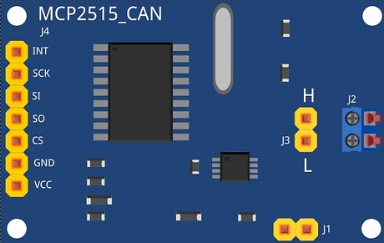 MCP2515_CAN
J4
INT
SCK
SI
SO
CS
GND
VCC
H
J3
L
J2
J1